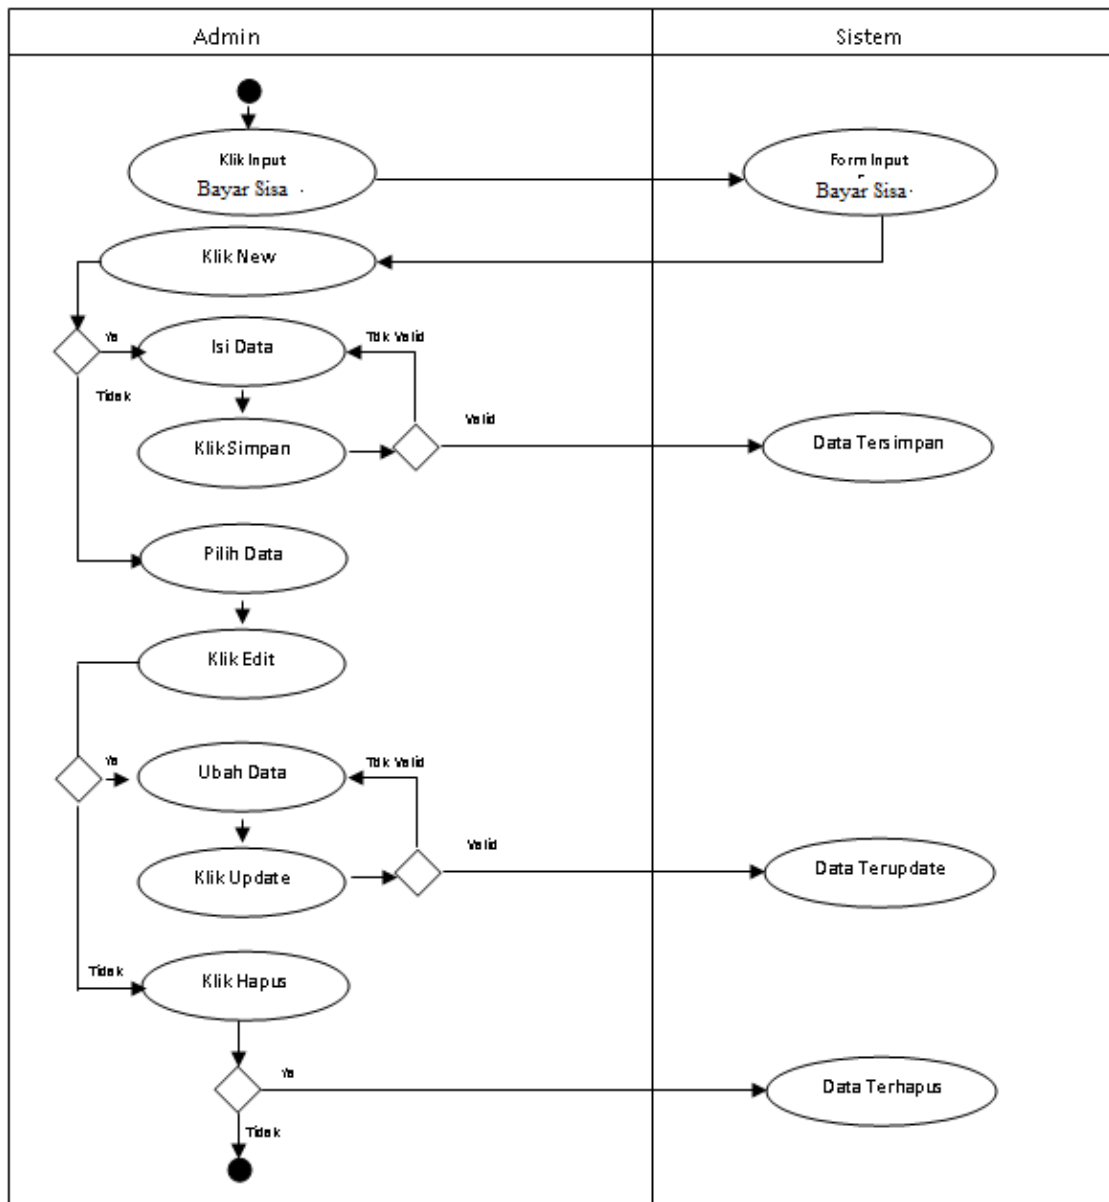 Admin
Sistem
Klik Input
Bayar Sisa
Form Input
Bayar Sisa
Klik New
Ya
Isi Data
Tdk Valid
Tidak
Klik Simpan
Valid
Data Tersimpan
Pilih Data
Klik Edit
Ya
Ubah Data
Tdk Valid
Klik Update
Valid
Data Terupdate
Tidak
Klik Hapus
Ya
Data Terhapus
Tidak